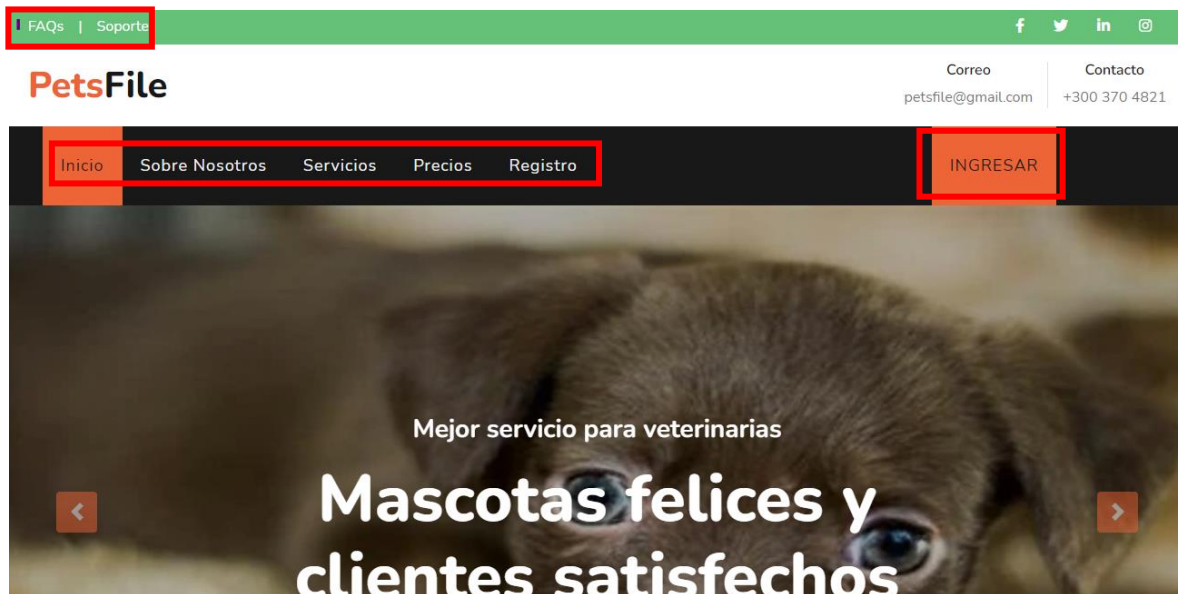 FAQs | Soporte
PetsFile
Correo
petsfile@gmail.com
Contacto
+300 370 4821
Inicio Sobre Nosotros Servicios Precios Registro INGRESAR
Mejor servicio para veterinarias
Mascotas felices y
clientes satisfechos